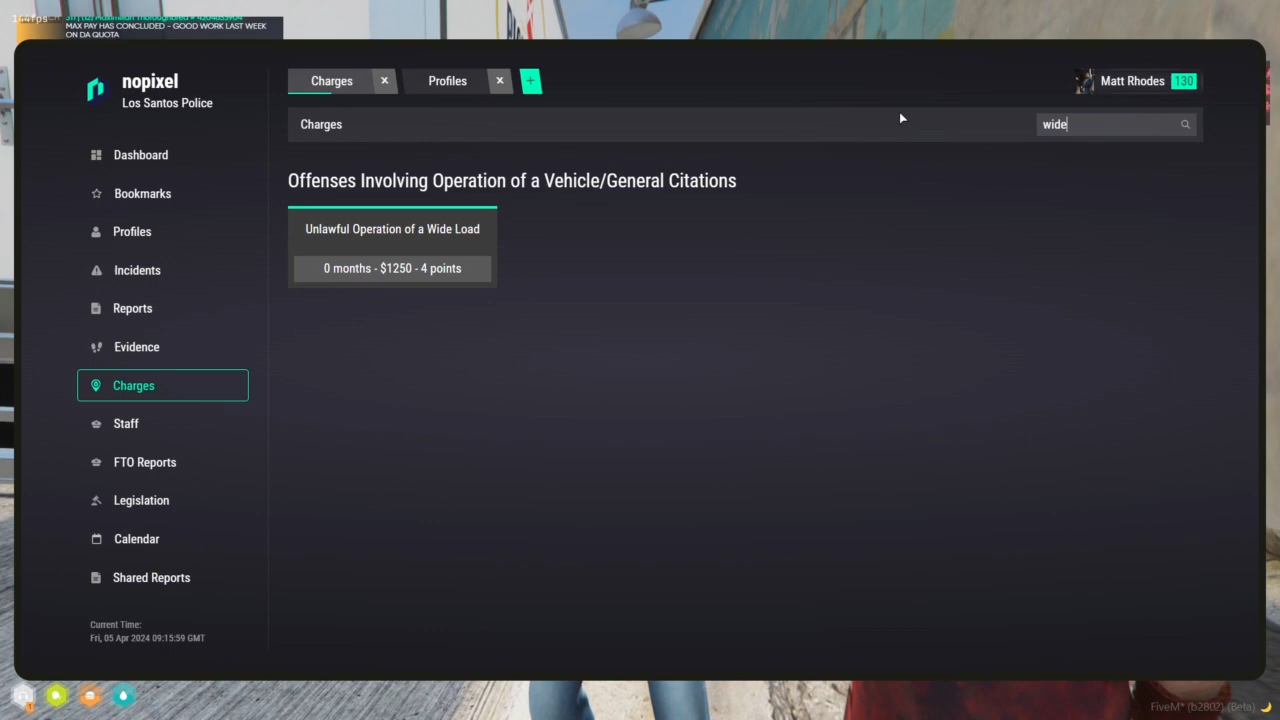 MAX PAY HAS CONCLUDED - GOOD WORK LAST WEEK
ON DA QUOTA
nopixel
Los Santos Police
Charges
Profiles
Matt Rhodes 130
Charges
wide
Dashboard
Bookmarks
Profiles
Incidents
Reports
Evidence
Charges
Staff
FTO Reports
Legislation
Calendar
Shared Reports
Current Time:
Fri, 05 Apr 2024 09:15:59 GMT
Offenses Involving Operation of a Vehicle/General Citations
Unlawful Operation of a Wide Load
0 months - $1250 - 4 points
FiveM* (b2802) (Beta)